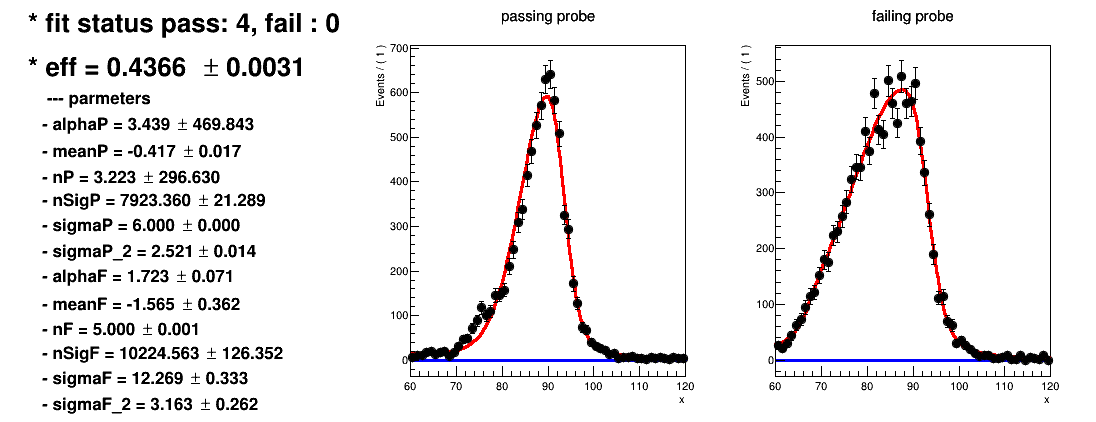 * fit status pass: 4, fail : 0
* eff = 0.4366 ± 0.0031
--- parmeters
- alphaP = 3.439 ± 469.843
- meanP = -0.417 ± 0.017
- nP = 3.223 ± 296.630
- nSigP = 7923.360 ± 21.289
- sigmaP = 6.000 ± 0.000
- sigmaP_2 = 2.521 ± 0.014
- alphaF = 1.723 ± 0.071
- meanF = -1.565 ± 0.362
- nF = 5.000 ± 0.001
- nSigF = 10224.563 ± 126.352
- sigmaF = 12.269 ± 0.333
- sigmaF_2 = 3.163 ± 0.262
passing probe
Events / ( 1 )
700
600
500
400
300
200
100
0
60 70 80 90 100 110 120
x
failing probe
Events / ( 1 )
500
400
300
200
100
0
60 70 80 90 100 110 120
x